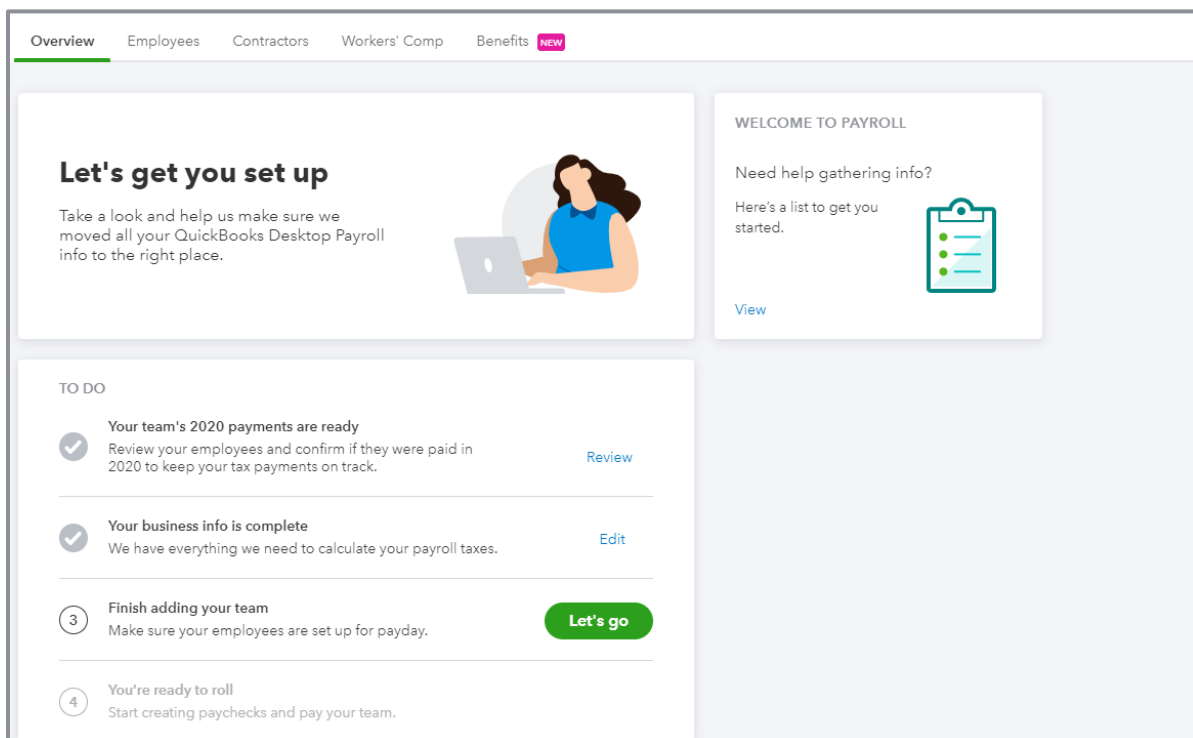 Overview Employees Contractors Workers' Comp Benefits NEW
Let's get you set up
Take a look and help us make sure we
moved all your QuickBooks Desktop Payroll
info to the right place.
WELCOME TO PAYROLL
Need help gathering info?
Here's a list to get you
started.
View
TO DO
Your team's 2020 payments are ready
Review your employees and confirm if they were paid in
2020 to keep your tax payments on track.
Review
Your business info is complete
We have everything we need to calculate your payroll taxes.
Edit
3
Finish adding your team
Make sure your employees are set up for payday.
Let's go
4
You're ready to roll
Start creating paychecks and pay your team.